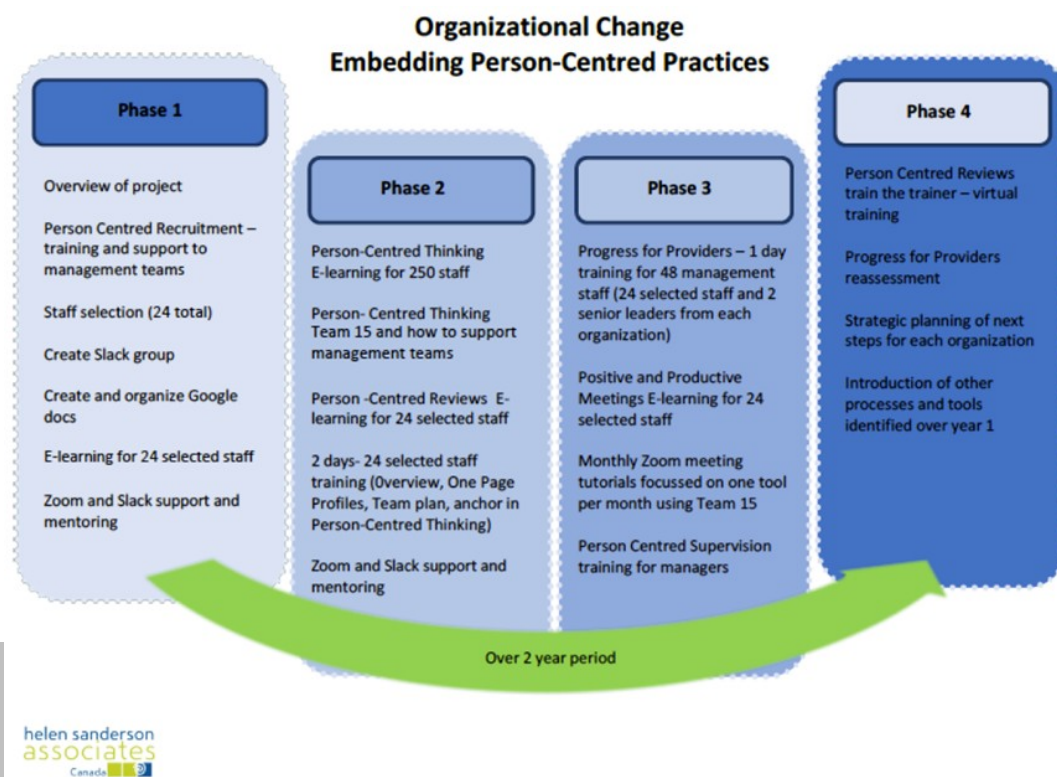 Organizational Change
Embedding Person-Centred Practices
Phase 1
Overview of project
Person Centred Recruitment –
training and support to
management teams
Staff selection (24 total)
Create Slack group
Create and organize Google
docs
E-learning for 24 selected staff
Zoom and Slack support and
mentoring
Phase 2
Person-Centred Thinking
E-learning for 250 staff
Person- Centred Thinking
Team 15 and how to support
management teams
Person -Centred Reviews E-
learning for 24 selected staff
2 days- 24 selected staff
training (0verview, One Page
Profiles, Team plan, anchor in
Person-Centred Thinking)
Zoom and Slack support and
mentoring
Phase 3
Progress for Providers – 1 day
training for 48 management
staff (24 selected staff and 2
senior leaders from each
organization)
Positive and Productive
Meetings E-learning for 24
selected staff
Monthly Zoom meeting
tutorials focussed on one tool
per month using Team 15
Person Centred Supervision
training for managers
Phase 4
Person Centred Reviews
train the trainer – virtual
training
Progress for Providers
reassessment
Strategic planning of next
steps for each organization
Introduction of other
processes and tools
identified over year 1
Over 2 year period
helen sanderson
associates
Canada